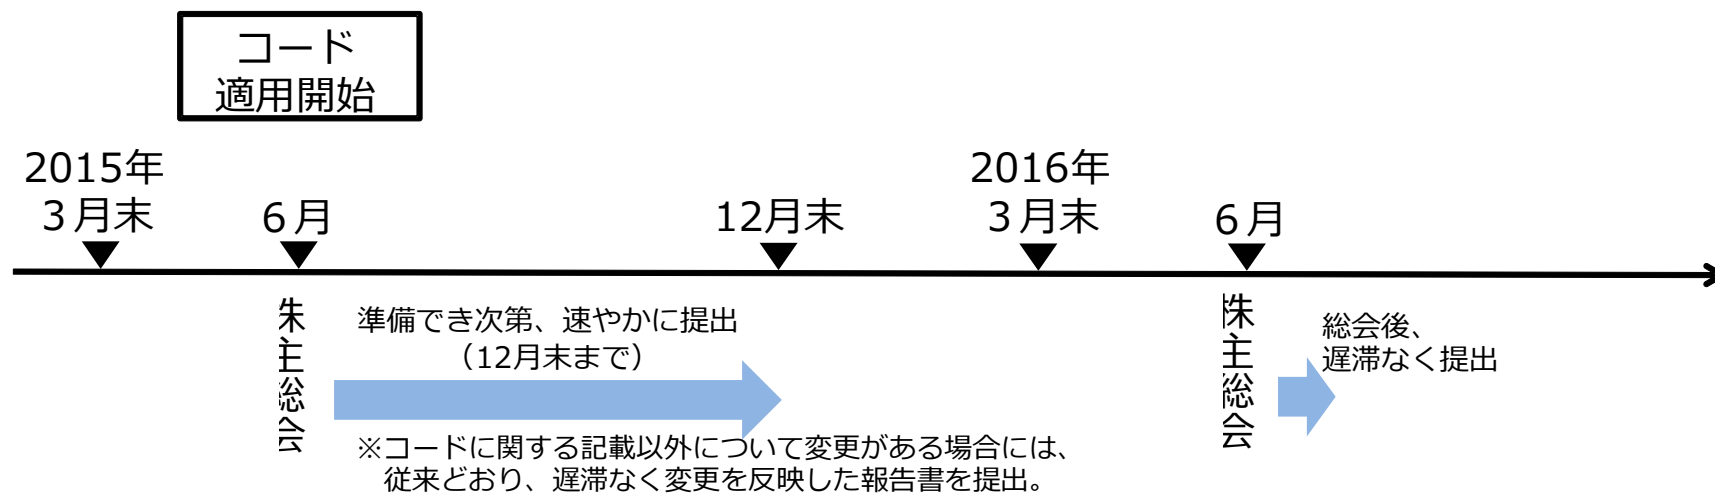 コード
適用開始
2015年
３月末
６月
12月末
2016年
３月末
６月
株主総会
準備でき次第、速やかに提出
（12月末まで）
※コードに関する記載以外について変更がある場合には、
従来どおり、遅滞なく変更を反映した報告書を提出。
株主総会
総会後、
遅滞なく提出